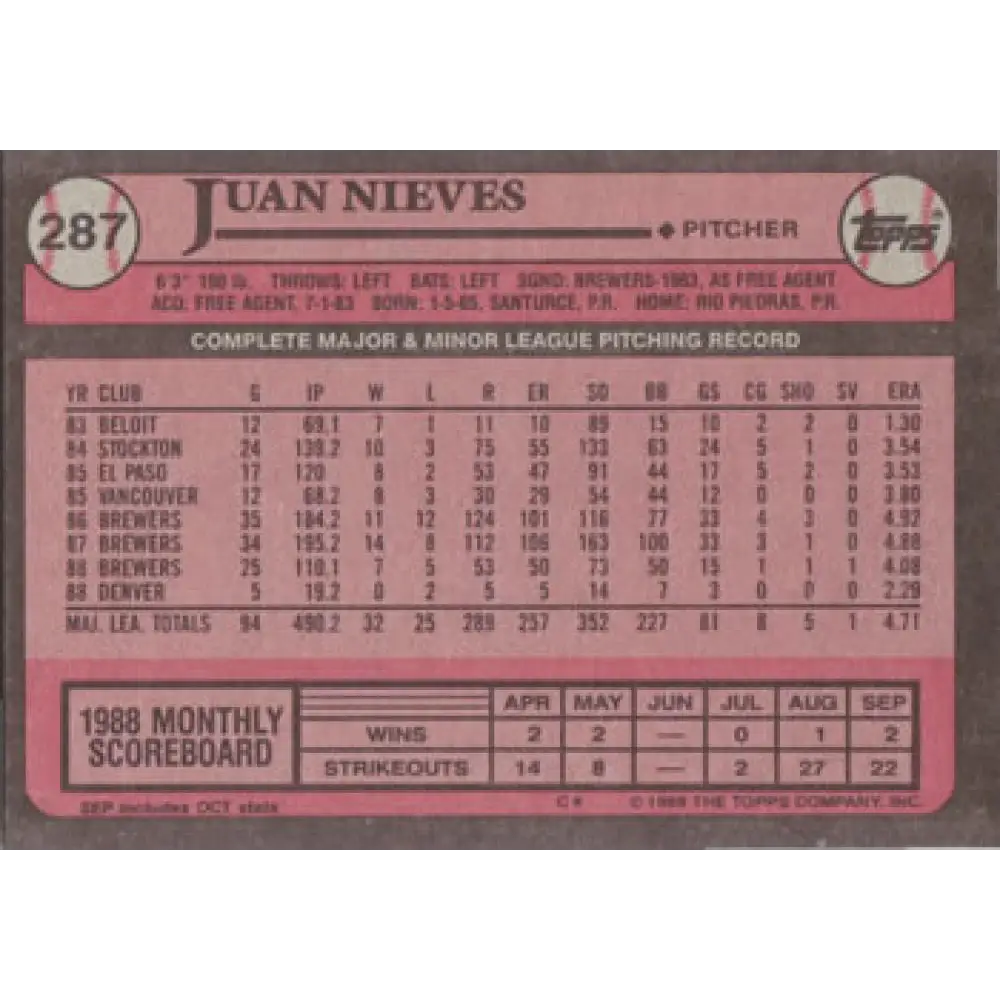 287
JUAN NIEVES
♦ PITCHER
TOPPS®
6'3" 190 lb. THROWS: LEFT BATS: LEFT SGND: BREWERS-1983, AS FREE AGENT
ACQ: FREE AGENT, 7-1-83 BORN: 1-5-65, SANTURCE, P.R. HOME: RIO PIEDRAS, P.R.
COMPLETE MAJOR & MINOR LEAGUE PITCHING RECORD
YR CLUB G IP W L R ER SO BB GS CG SHO SV ERA
83 BELOIT 12 69.1 7 1 11 10 89 15 10 2 2 0 1.30
84 STOCKTON 24 139.2 10 3 75 55 133 63 24 5 1 0 3.54
85 EL PASO 17 120 8 2 53 47 91 44 17 5 2 0 3.53
85 VANCOUVER 12 68.2 8 3 30 29 54 44 12 0 0 0 3.80
86 BREWERS 35 184.2 11 12 124 101 116 77 33 4 3 0 4.92
87 BREWERS 34 195.2 14 8 112 106 163 100 33 3 1 0 4.88
88 BREWERS 25 110.1 7 5 53 50 73 50 15 1 1 1 4.08
88 DENVER 5 19.2 0 2 5 5 14 7 3 0 0 0 2.29
MAJ. LEA. TOTALS 94 490.2 32 25 289 257 352 227 81 8 5 1 4.71
1988 MONTHLY
SCOREBOARD
APR MAY JUN JUL AUG SEP
WINS 2 2 — 0 1 2
STRIKEOUTS 14 8 — 2 27 22
SEP includes OCT stats
C* © 1989 THE TOPPS COMPANY, INC.